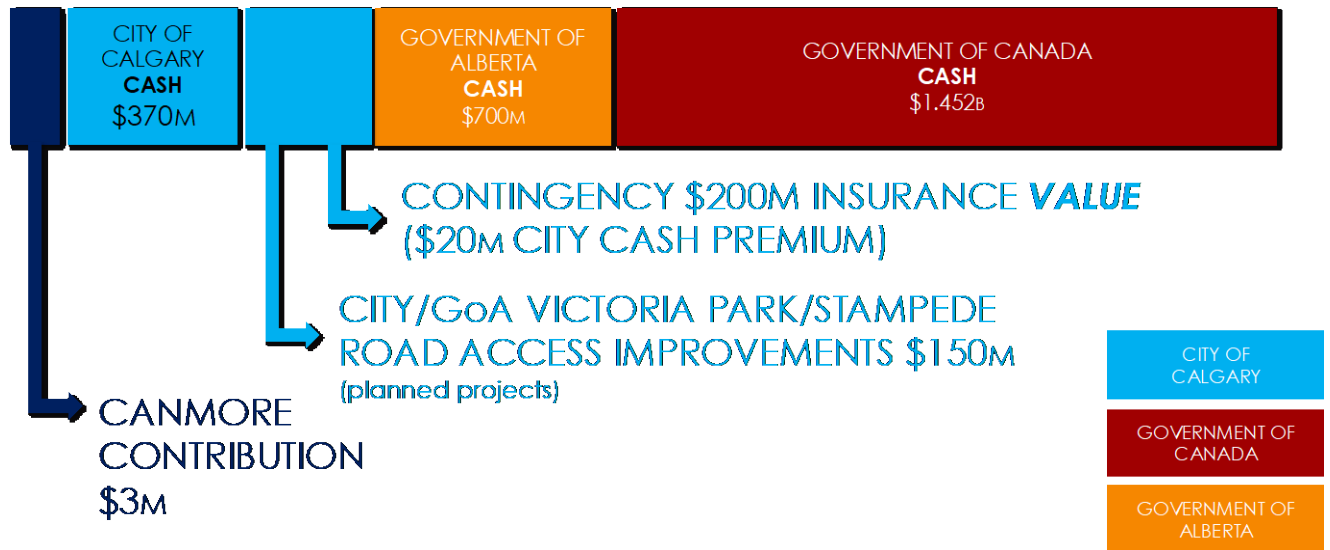 CITY OF
CALGARY
CASH
$370M
GOVERNMENT OF
ALBERTA
CASH
$700M
GOVERNMENT OF CANADA
CASH
$1.452B
CONTINGENCY $200M INSURANCE VALUE
($20M CITY CASH PREMIUM)
CITY/GOA VICTORIA PARK/STAMPEDE
ROAD ACCESS IMPROVEMENTS $150M
(planned projects)
CANMORE
CONTRIBUTION
$3M
CITY OF
CALGARY
GOVERNMENT OF
CANADA
GOVERNMENT OF
ALBERTA